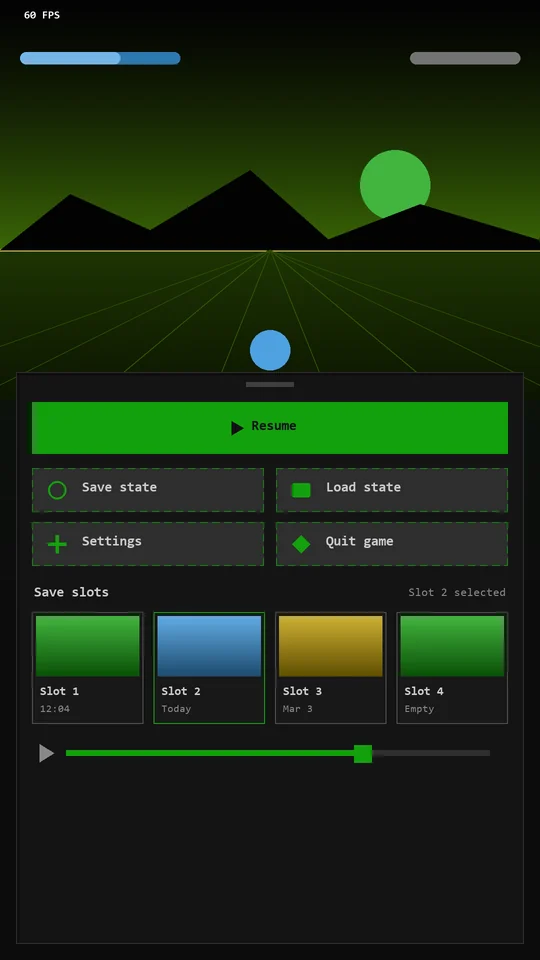 60 FPS
Resume
Save state
Load state
Settings
Quit game
Save slots
Slot 2 selected
Slot 1
12:04
Slot 2
Today
Slot 3
Mar 3
Slot 4
Empty